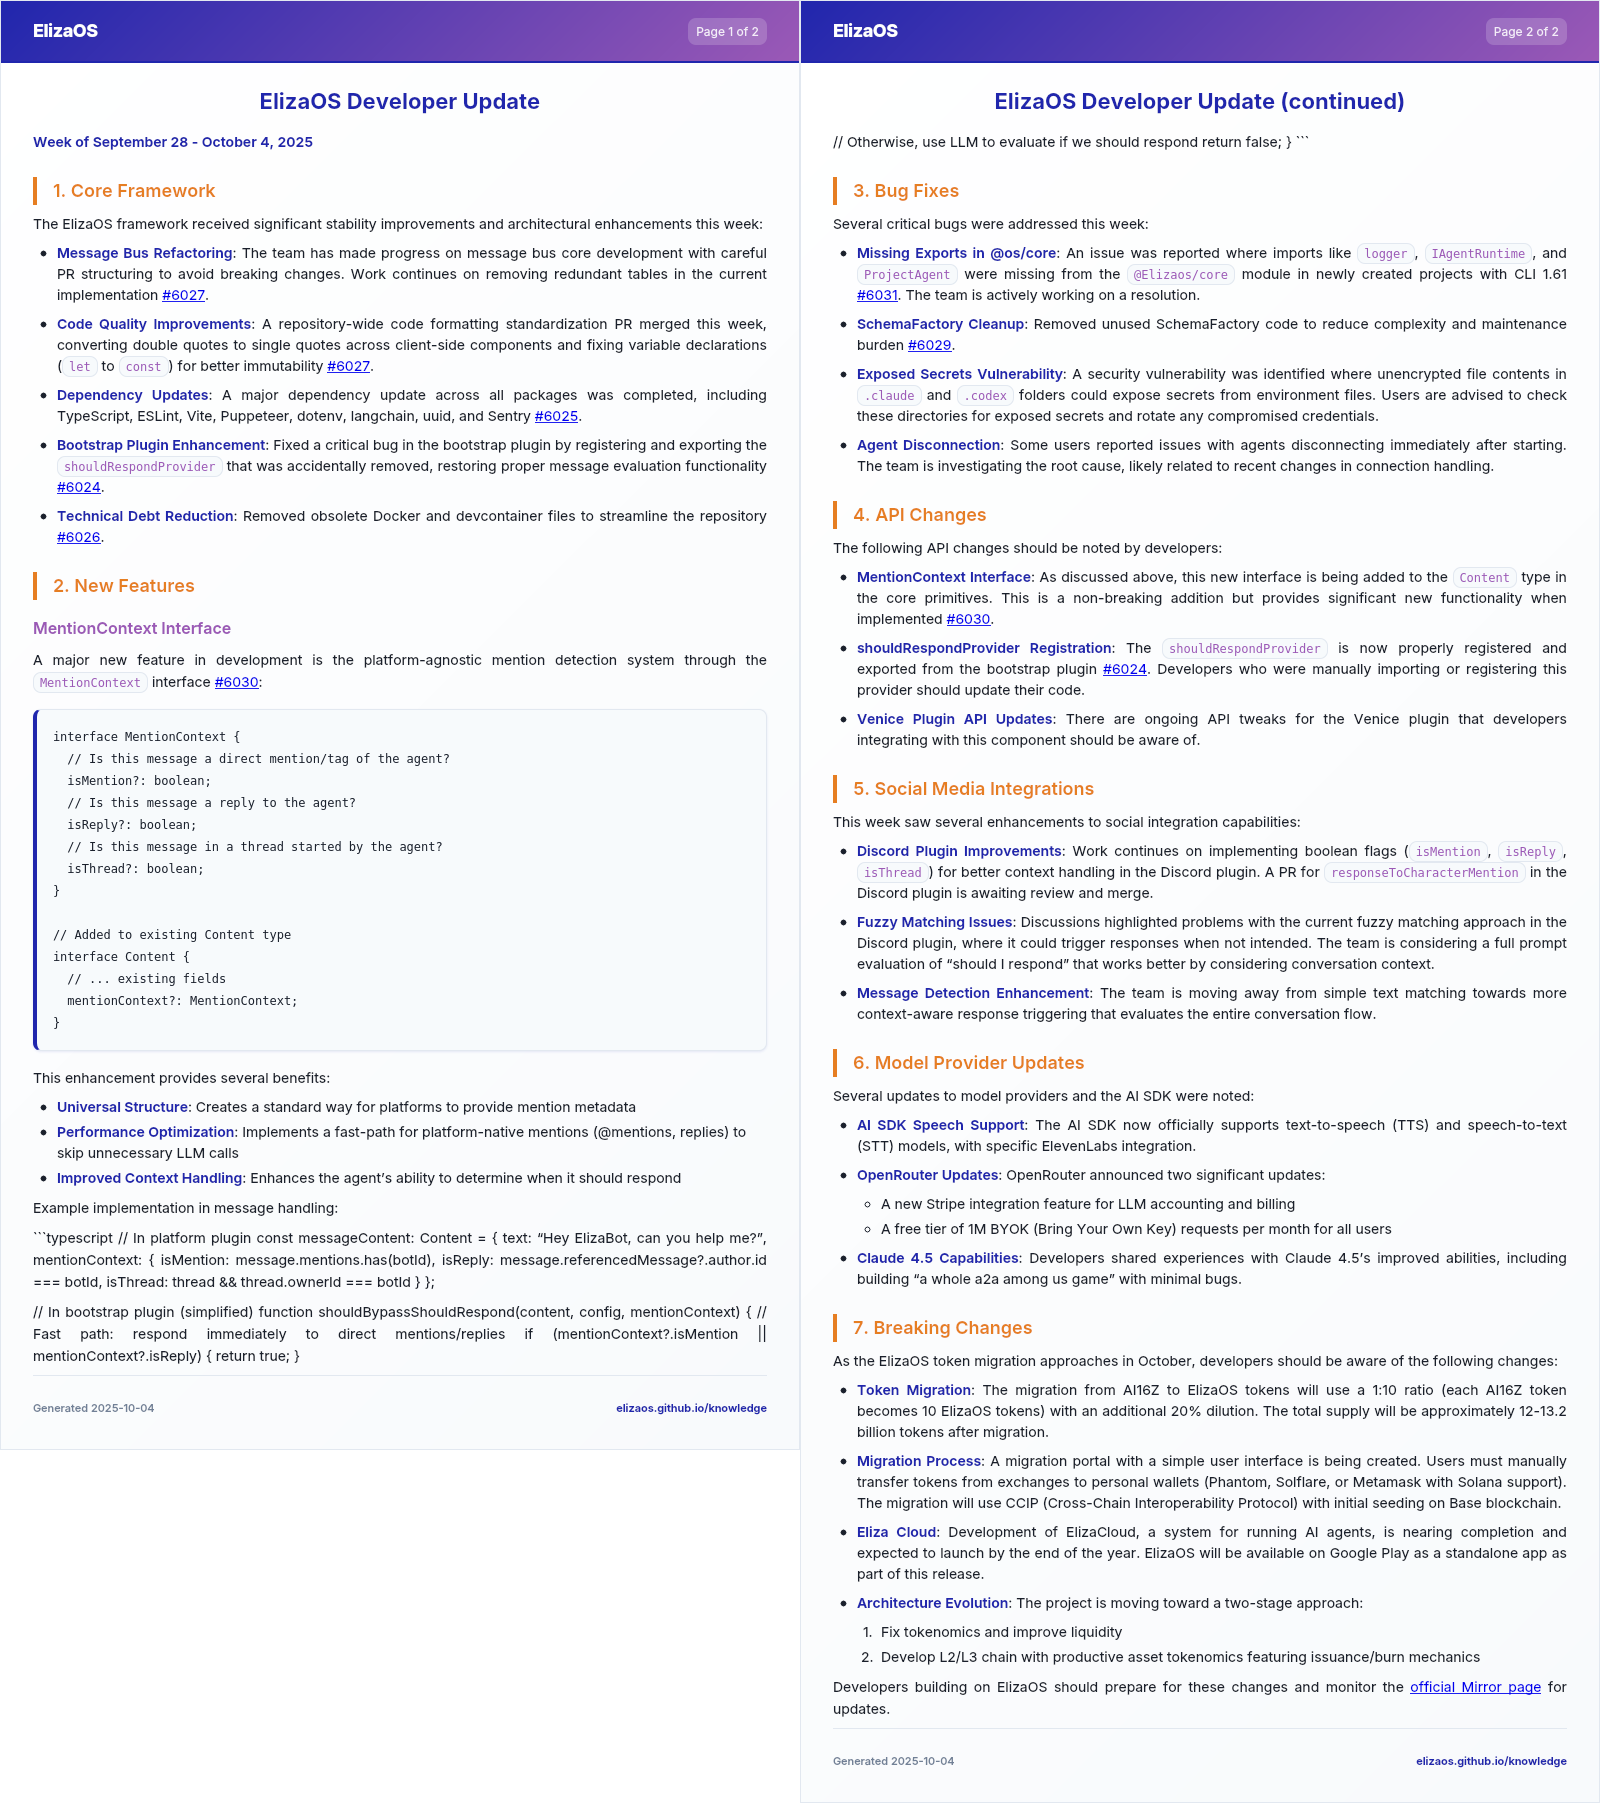 ElizaOS
Page 1 of 2
ElizaOS Developer Update
Week of September 28 - October 4, 2025
1. Core Framework
The ElizaOS framework received significant stability improvements and architectural enhancements this week:
• Message Bus Refactoring: The team has made progress on message bus core development with careful
PR structuring to avoid breaking changes. Work continues on removing redundant tables in the current
implementation #6027.
• Code Quality Improvements: A repository-wide code formatting standardization PR merged this week,
converting double quotes to single quotes across client-side components and fixing variable declarations
(let to const) for better immutability #6027.
• Dependency Updates: A major dependency update across all packages was completed, including
TypeScript, ESLint, Vite, Puppeteer, dotenv, langchain, uuid, and Sentry #6025.
• Bootstrap Plugin Enhancement: Fixed a critical bug in the bootstrap plugin by registering and exporting the
shouldRespondProvider that was accidentally removed, restoring proper message evaluation functionality
#6024.
• Technical Debt Reduction: Removed obsolete Docker and devcontainer files to streamline the repository
#6026.
2. New Features
MentionContext Interface
A major new feature in development is the platform-agnostic mention detection system through the
MentionContext interface #6030:
interface MentionContext {
  // Is this message a direct mention/tag of the agent?
  isMention?: boolean;
  // Is this message a reply to the agent?
  isReply?: boolean;
  // Is this message in a thread started by the agent?
  isThread?: boolean;
}
// Added to existing Content type
interface Content {
  // ... existing fields
  mentionContext?: MentionContext;
}
This enhancement provides several benefits:
• Universal Structure: Creates a standard way for platforms to provide mention metadata
• Performance Optimization: Implements a fast-path for platform-native mentions (@mentions, replies) to
skip unnecessary LLM calls
• Improved Context Handling: Enhances the agent’s ability to determine when it should respond
Example implementation in message handling:
```typescript // In platform plugin const messageContent: Content = { text: “Hey ElizaBot, can you help me?”,
mentionContext: { isMention: message.mentions.has(botId), isReply: message.referencedMessage?.author.id
=== botId, isThread: thread && thread.ownerId === botId } };
// In bootstrap plugin (simplified) function shouldBypassShouldRespond(content, config, mentionContext) { //
Fast path: respond immediately to direct mentions/replies if (mentionContext?.isMention ||
mentionContext?.isReply) { return true; }
Generated 2025-10-04
elizaos.github.io/knowledge
ElizaOS
Page 2 of 2
ElizaOS Developer Update (continued)
// Otherwise, use LLM to evaluate if we should respond return false; } ```
3. Bug Fixes
Several critical bugs were addressed this week:
• Missing Exports in @os/core: An issue was reported where imports like logger, IAgentRuntime, and
ProjectAgent were missing from the @Elizaos/core module in newly created projects with CLI 1.61
#6031. The team is actively working on a resolution.
• SchemaFactory Cleanup: Removed unused SchemaFactory code to reduce complexity and maintenance
burden #6029.
• Exposed Secrets Vulnerability: A security vulnerability was identified where unencrypted file contents in
.claude and .codex folders could expose secrets from environment files. Users are advised to check
these directories for exposed secrets and rotate any compromised credentials.
• Agent Disconnection: Some users reported issues with agents disconnecting immediately after starting.
The team is investigating the root cause, likely related to recent changes in connection handling.
4. API Changes
The following API changes should be noted by developers:
• MentionContext Interface: As discussed above, this new interface is being added to the Content type in
the core primitives. This is a non-breaking addition but provides significant new functionality when
implemented #6030.
• shouldRespondProvider Registration: The shouldRespondProvider is now properly registered and
exported from the bootstrap plugin #6024. Developers who were manually importing or registering this
provider should update their code.
• Venice Plugin API Updates: There are ongoing API tweaks for the Venice plugin that developers
integrating with this component should be aware of.
5. Social Media Integrations
This week saw several enhancements to social integration capabilities:
• Discord Plugin Improvements: Work continues on implementing boolean flags (isMention, isReply,
isThread) for better context handling in the Discord plugin. A PR for responseToCharacterMention in the
Discord plugin is awaiting review and merge.
• Fuzzy Matching Issues: Discussions highlighted problems with the current fuzzy matching approach in the
Discord plugin, where it could trigger responses when not intended. The team is considering a full prompt
evaluation of “should I respond” that works better by considering conversation context.
• Message Detection Enhancement: The team is moving away from simple text matching towards more
context-aware response triggering that evaluates the entire conversation flow.
6. Model Provider Updates
Several updates to model providers and the AI SDK were noted:
• AI SDK Speech Support: The AI SDK now officially supports text-to-speech (TTS) and speech-to-text
(STT) models, with specific ElevenLabs integration.
• OpenRouter Updates: OpenRouter announced two significant updates:
◦ A new Stripe integration feature for LLM accounting and billing
◦ A free tier of 1M BYOK (Bring Your Own Key) requests per month for all users
• Claude 4.5 Capabilities: Developers shared experiences with Claude 4.5’s improved abilities, including
building “a whole a2a among us game” with minimal bugs.
7. Breaking Changes
As the ElizaOS token migration approaches in October, developers should be aware of the following changes:
• Token Migration: The migration from AI16Z to ElizaOS tokens will use a 1:10 ratio (each AI16Z token
becomes 10 ElizaOS tokens) with an additional 20% dilution. The total supply will be approximately 12-13.2
billion tokens after migration.
• Migration Process: A migration portal with a simple user interface is being created. Users must manually
transfer tokens from exchanges to personal wallets (Phantom, Solflare, or Metamask with Solana support).
The migration will use CCIP (Cross-Chain Interoperability Protocol) with initial seeding on Base blockchain.
• Eliza Cloud: Development of ElizaCloud, a system for running AI agents, is nearing completion and
expected to launch by the end of the year. ElizaOS will be available on Google Play as a standalone app as
part of this release.
• Architecture Evolution: The project is moving toward a two-stage approach:
1. Fix tokenomics and improve liquidity
2. Develop L2/L3 chain with productive asset tokenomics featuring issuance/burn mechanics
Developers building on ElizaOS should prepare for these changes and monitor the official Mirror page for
updates.
Generated 2025-10-04
elizaos.github.io/knowledge